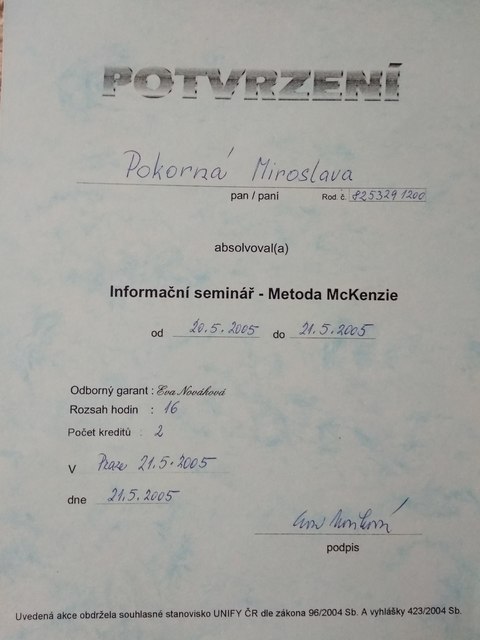 POTVRZENÍ
Pokorná Miroslava
pan / paní Rod. č. 825329 1200
absolvoval(a)
Informační seminář - Metoda McKenzie
od 20.5.2005 do 21.5.2005
Odborný garant : Eva Nováková
Rozsah hodin : 16
Počet kreditů : 2
V Praze 21.5.2005
dne 21.5.2005
podpis
Uvedená akce obdržela souhlasné stanovisko UNIFY ČR dle zákona 96/2004 Sb. A vyhlášky 423/2004 Sb.